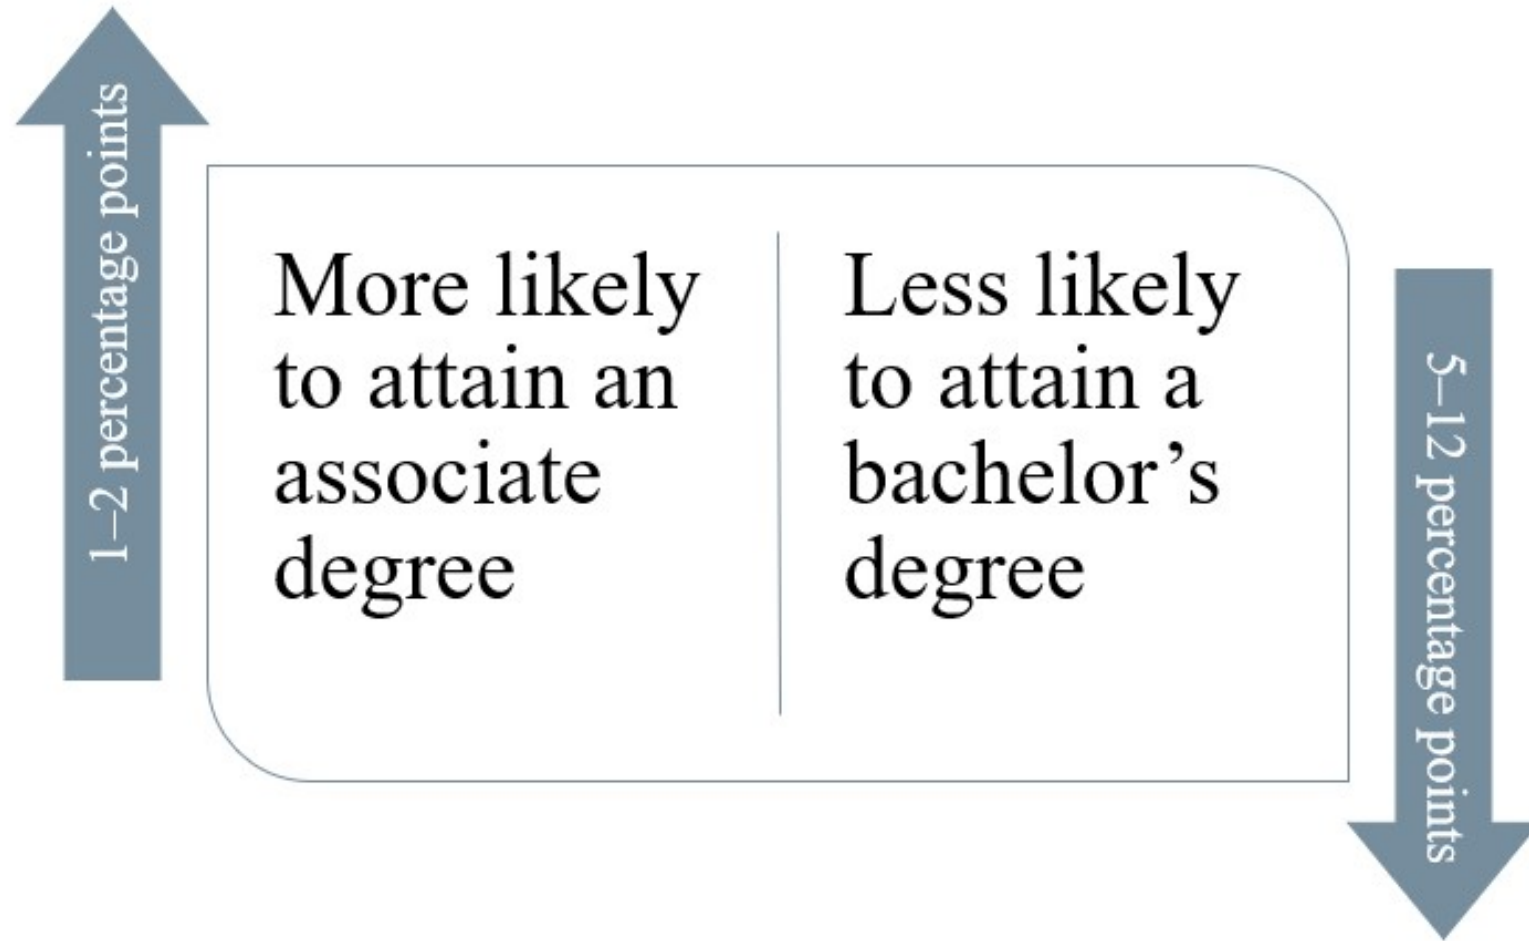 1–2 percentage points
More likely
to attain an
associate
degree
Less likely
to attain a
bachelor’s
degree
5–12 percentage points